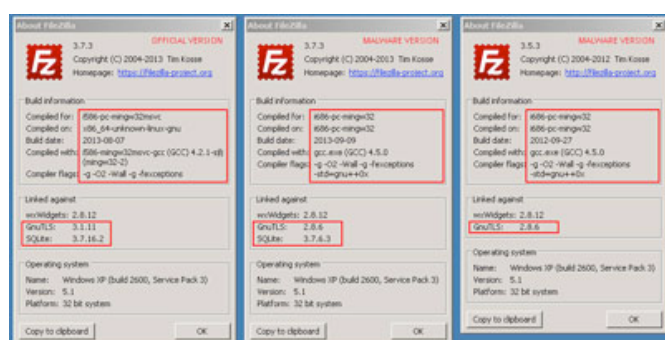 About FileZilla
OFFICIAL VERSION
3.7.3
Copyright (C) 2004-2013 Tim Kosse
Homepage: https://filezilla-project.org
Build information
Compiled for: i586-pc-mingw32msvc
Compiled on: x86_64-unknown-linux-gnu
Build date: 2013-08-07
Compiled with: i586-mingw32msvc-gcc (GCC) 4.2.1-sjlj
(mingw32-2)
Compiler flags: -g -O2 -Wall -g -fexceptions
Linked against
wxWidgets: 2.8.12
GnuTLS: 3.1.11
SQLite: 3.7.16.2
Operating system
Name: Windows XP (build 2600, Service Pack 3)
Version: 5.1
Platform: 32 bit system
Copy to clipboard
OK
About FileZilla
MALWARE VERSION
3.7.3
Copyright (C) 2004-2013 Tim Kosse
Homepage: https://filezilla-project.org
Build information
Compiled for: i686-pc-mingw32
Compiled on: i686-pc-mingw32
Build date: 2013-09-09
Compiled with: gcc.exe (GCC) 4.5.0
Compiler flags: -g -O2 -Wall -g -fexceptions
-std=gnu++0x
Linked against
wxWidgets: 2.8.12
GnuTLS: 2.8.6
SQLite: 3.7.6.3
Operating system
Name: Windows XP (build 2600, Service Pack 3)
Version: 5.1
Platform: 32 bit system
Copy to clipboard
OK
About FileZilla
MALWARE VERSION
3.5.3
Copyright (C) 2004-2012 Tim Kosse
Homepage: http://filezilla-project.org
Build information
Compiled for: i686-pc-mingw32
Compiled on: i686-pc-mingw32
Build date: 2012-09-27
Compiled with: gcc.exe (GCC) 4.5.0
Compiler flags: -g -O2 -Wall -g -fexceptions
-std=gnu++0x
Linked against
wxWidgets: 2.8.12
GnuTLS: 2.8.6
Operating system
Name: Windows XP (build 2600, Service Pack 3)
Version: 5.1
Platform: 32 bit system
Copy to clipboard
OK